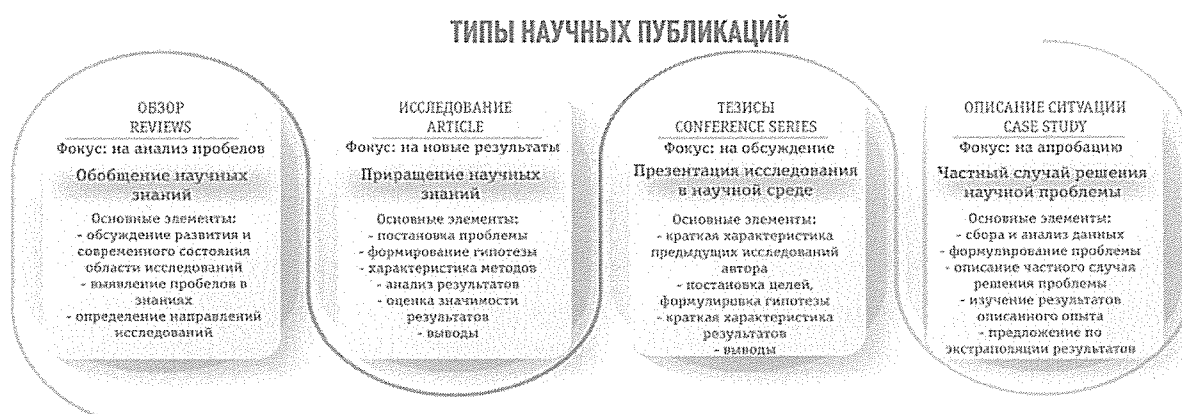 ТИПЫ НАУЧНЫХ ПУБЛИКАЦИЙ
ОБЗОР
REVIEWS
Фокус: на анализ пробелов
Обобщение научных
знаний
Основные элементы:
- обсуждение развития и
современного состояния
области исследований
- выявление пробелов в
знаниях
- определение направлений
исследований
ИССЛЕДОВАНИЕ
ARTICLE
Фокус: на новые результаты
Приращение научных
знаний
Основные элементы:
- постановка проблемы
- формирование гипотезы
- характеристика методов
- анализ результатов
- оценка значимости
результатов
- выводы
ТЕЗИСЫ
CONFERENCE SERIES
Фокус: на обсуждение
Презентация исследования
в научной среде
Основные элементы:
- краткая характеристика
предыдущих исследований
автора
- постановка целей,
формулировка гипотезы
- краткая характеристика
результатов
- выводы
ОПИСАНИЕ СИТУАЦИИ
CASE STUDY
Фокус: на апробацию
Частный случай решения
научной проблемы
Основные элементы:
- сбора и анализ данных
- формулирование проблемы
- описание частного случая
решения проблемы
- изучение результатов
описанного опыта
- предложение по
экстраполяции результатов